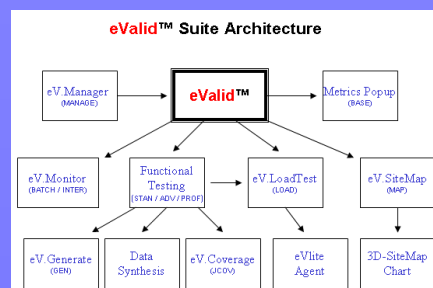 eValid™ Suite Architecture
eV.Manager
(MANAGE)
eValid™
Metrics Popup
(BASE)
eV.Monitor
(BATCH / INTER)
Functional
Testing
(STAN / ADV / PROF)
eV.LoadTest
(LOAD)
eV.SiteMap
(MAP)
eV.Generate
(GEN)
Data
Synthesis
eV.Coverage
(JCOV)
eVlite
Agent
3D-SiteMap
Chart